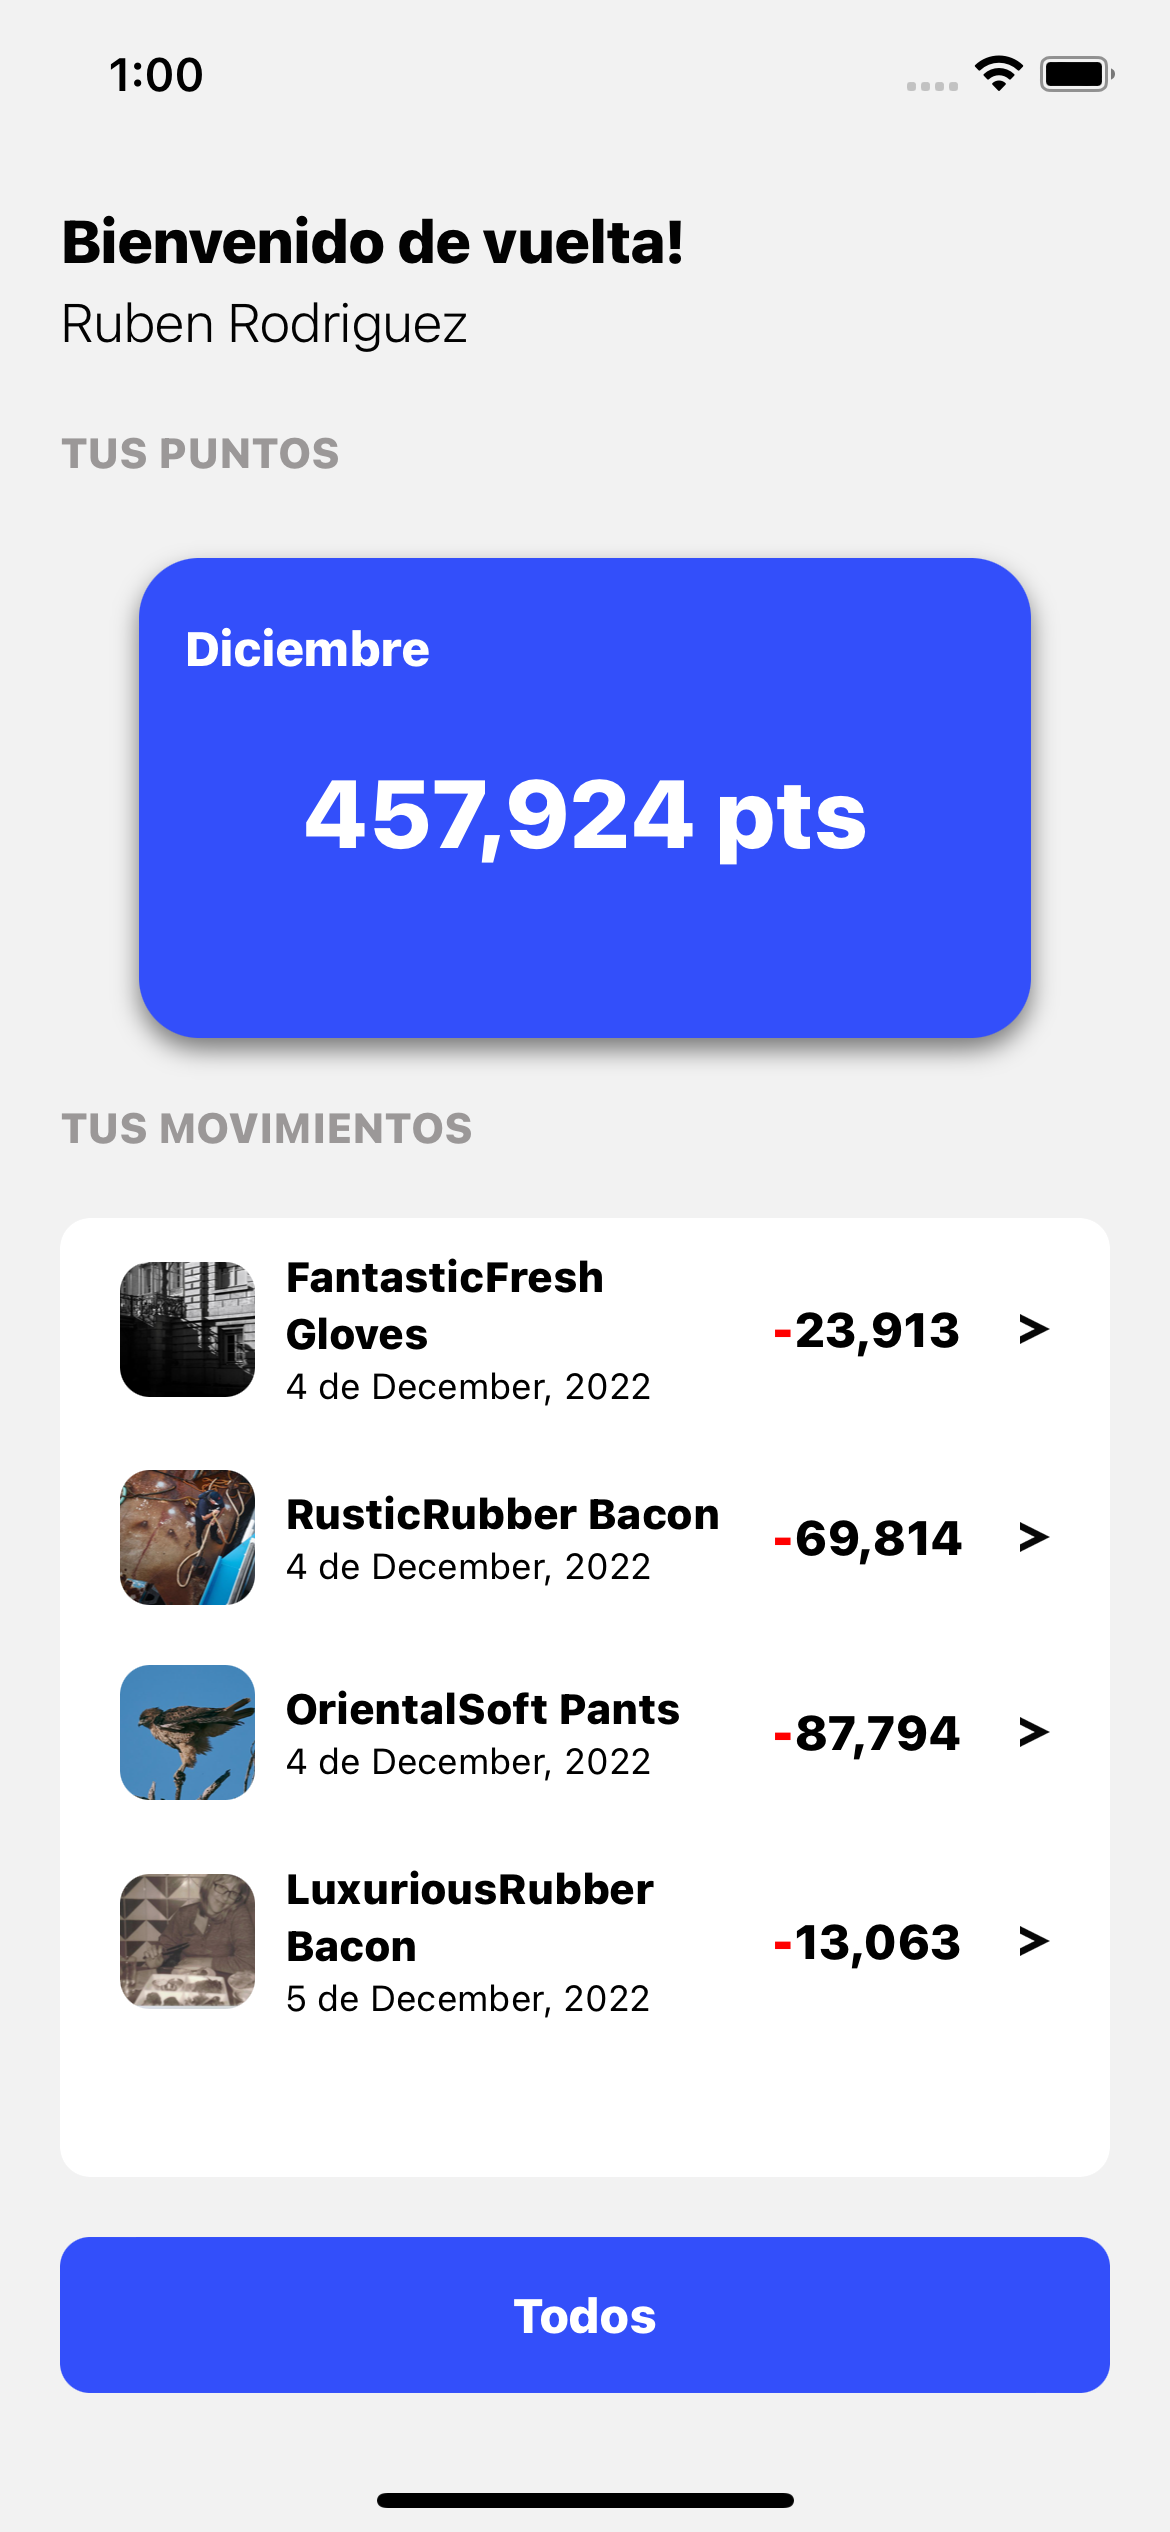 1:00
Bienvenido de vuelta!
Ruben Rodriguez
TUS PUNTOS
Diciembre
457,924 pts
TUS MOVIMIENTOS
FantasticFresh
Gloves
4 de December, 2022
-23,913 >
RusticRubber Bacon
4 de December, 2022
-69,814 >
OrientalSoft Pants
4 de December, 2022
-87,794 >
LuxuriousRubber
Bacon
5 de December, 2022
-13,063 >
Todos